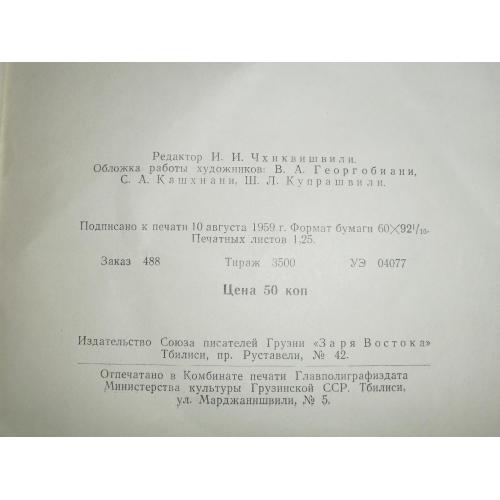 Редактор И. И. Чхиквишвили.
Обложка работы художников: В. А. Георгобиани,
С. А. Кашхиани, Ш. Л. Купрашвили.
Подписано к печати 10 августа 1959 г. Формат бумаги 60×92¹/₁₆.
Печатных листов 1,25.
Заказ 488 Тираж 3500 УЭ 04077
Цена 50 коп
Издательство Союза писателей Грузии «Заря Востока»
Тбилиси, пр. Руставели, № 42.
Отпечатано в Комбинате печати Главполиграфиздата
Министерства культуры Грузинской ССР. Тбилиси,
ул. Марджанишвили, № 5.